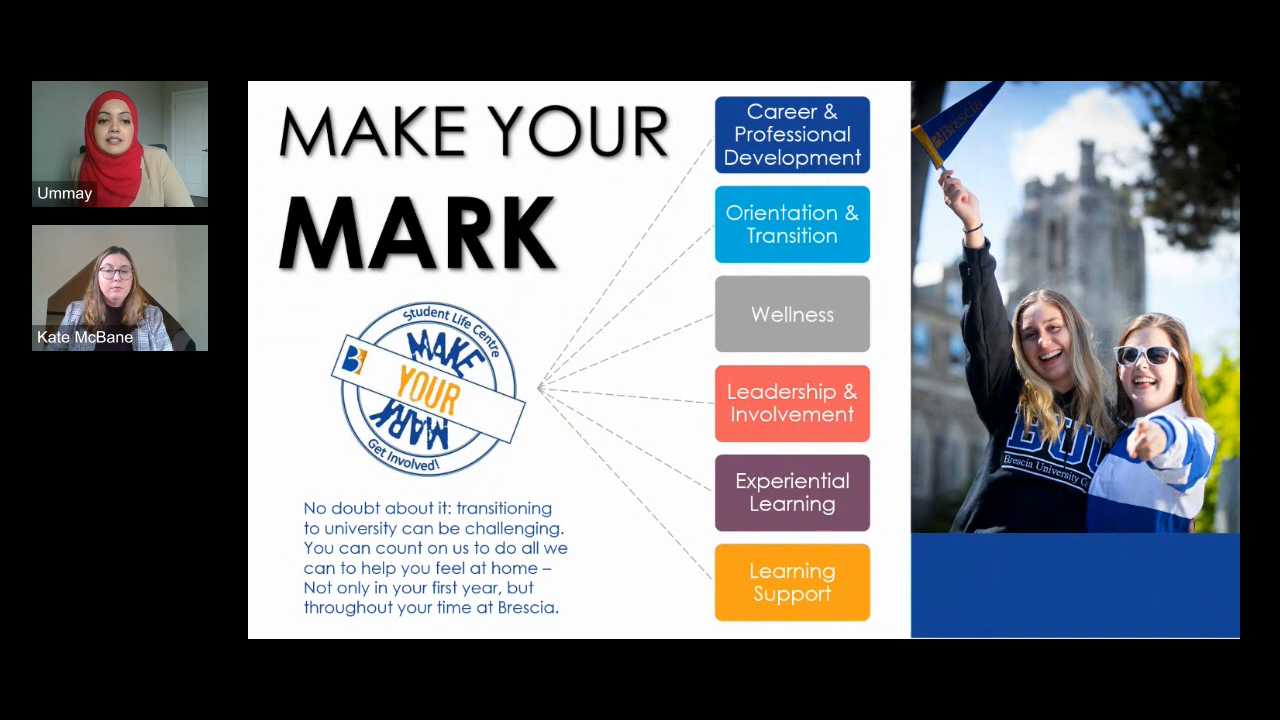 Ummay
Kate McBane
MAKE YOUR
MARK
Student Life Centre
MAKE
B
YOUR
MARK
Get Involved!
No doubt about it: transitioning
to university can be challenging.
You can count on us to do all we
can to help you feel at home –
Not only in your first year, but
throughout your time at Brescia.
Career &
Professional
Development
Orientation &
Transition
Wellness
Leadership &
Involvement
Experiential
Learning
Learning
Support
Brescia
BUC
Brescia University C